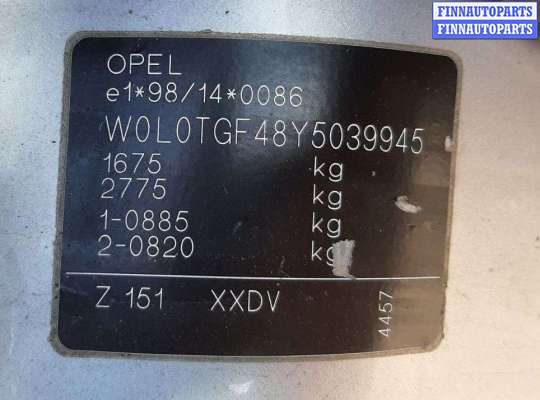 FINNAUTOPARTS
FINNAUTOPARTS
OPEL
e1*98/14*0086
W0L0TGF48Y5039945
1675 kg
2775 kg
1-0885 kg
2-0820 kg
Z 151 XXDV
4457